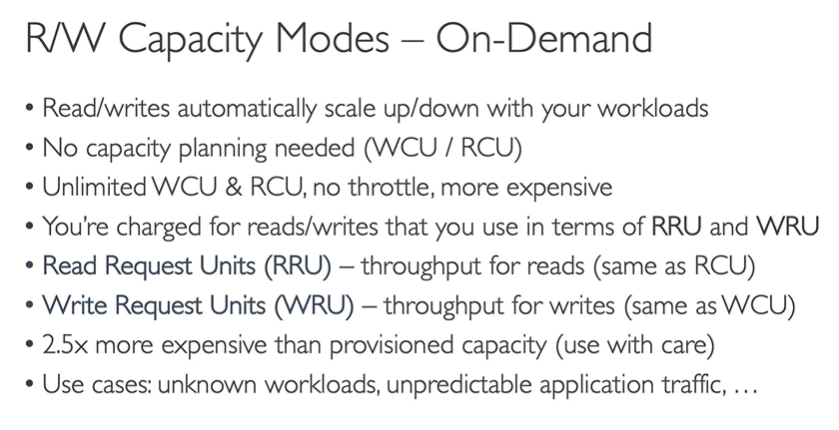 R/W Capacity Modes – On-Demand
• Read/writes automatically scale up/down with your workloads
• No capacity planning needed (WCU / RCU)
• Unlimited WCU & RCU, no throttle, more expensive
• You're charged for reads/writes that you use in terms of RRU and WRU
• Read Request Units (RRU) – throughput for reads (same as RCU)
• Write Request Units (WRU) – throughput for writes (same as WCU)
• 2.5x more expensive than provisioned capacity (use with care)
• Use cases: unknown workloads, unpredictable application traffic, …